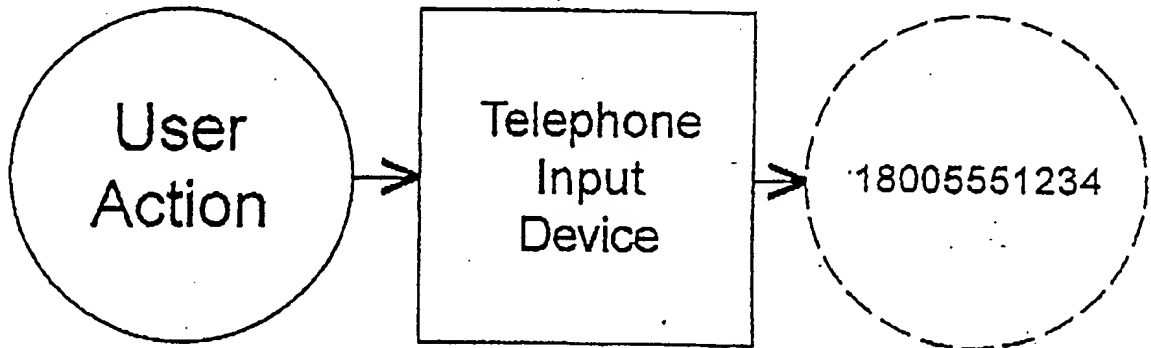 User
Action
Telephone
Input
Device
18005551234